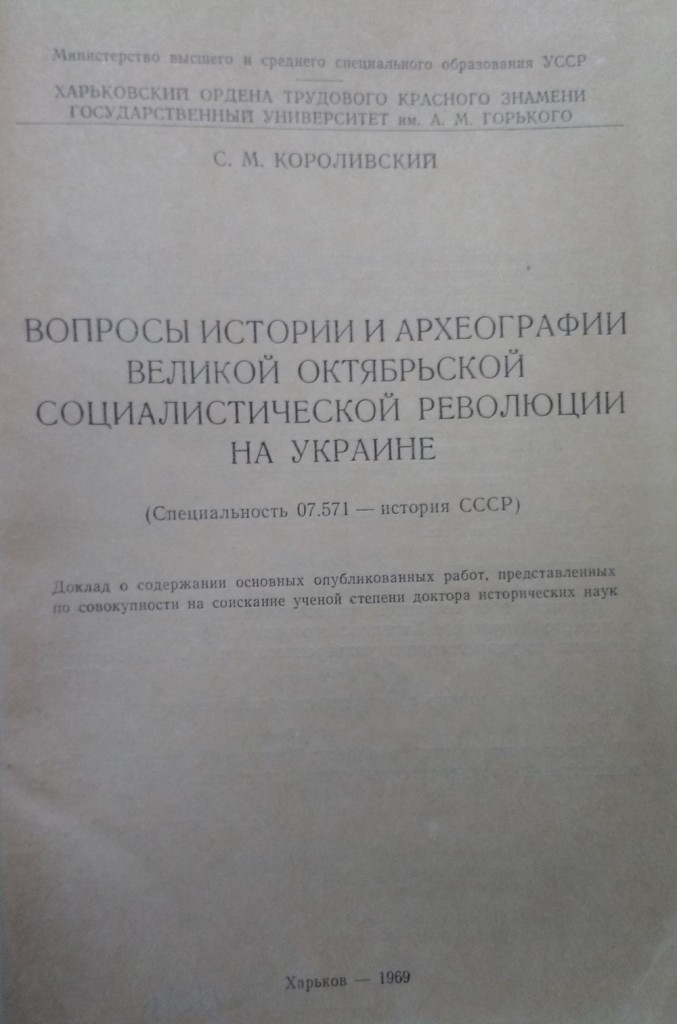 Министерство высшего и среднего специального образования УССР
ХАРЬКОВСКИЙ ОРДЕНА ТРУДОВОГО КРАСНОГО ЗНАМЕНИ
ГОСУДАРСТВЕННЫЙ УНИВЕРСИТЕТ им. А. М. ГОРЬКОГО
С. М. КОРОЛИВСКИЙ
ВОПРОСЫ ИСТОРИИ И АРХЕОГРАФИИ
ВЕЛИКОЙ ОКТЯБРЬСКОЙ
СОЦИАЛИСТИЧЕСКОЙ РЕВОЛЮЦИИ
НА УКРАИНЕ
(Специальность 07.571 — история СССР)
Доклад о содержании основных опубликованных работ, представленных
по совокупности на соискание ученой степени доктора исторических наук
Харьков — 1969